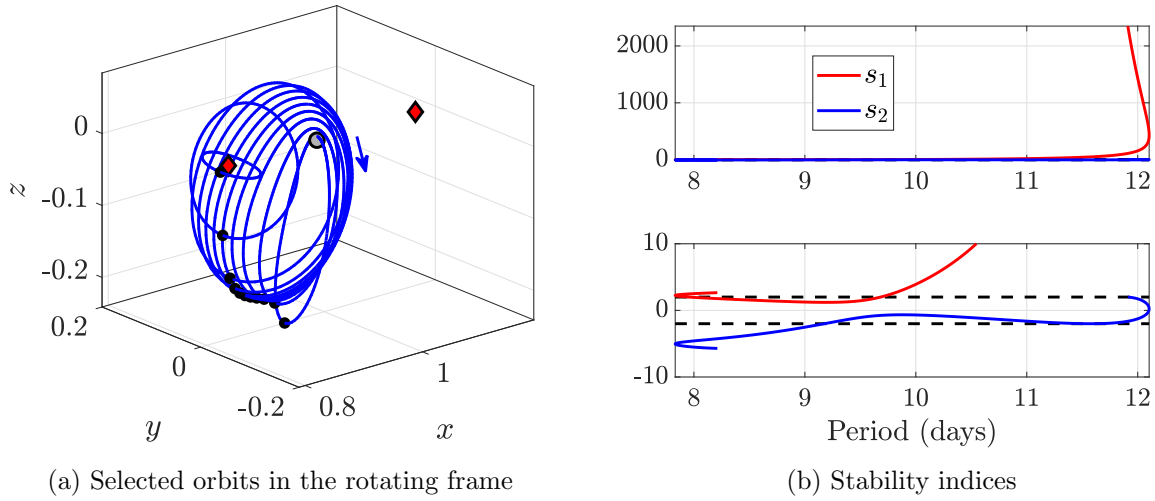 0
-0.1
-0.2
0.2
0
-0.2
0.8
1
z
y
x
2000
1000
0
s₁
s₂
8 9 10 11 12
10
0
-10
8 9 10 11 12
Period (days)
(a) Selected orbits in the rotating frame
(b) Stability indices